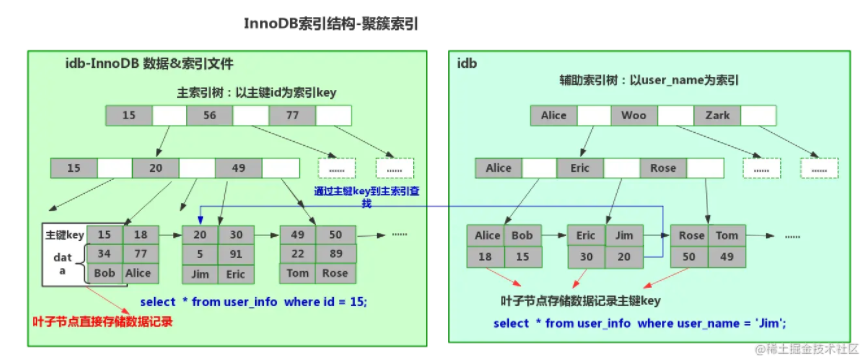 InnoDB索引结构-聚簇索引
idb-InnoDB 数据&索引文件
主索引树：以主键id为索引key
15 56 77
15 20 49
...... ......
通过主键key到主索引查
找
主键key 15 18 20 30 49 50 ......
dat
a
34 77 5 91 22 89
Bob Alice Jim Eric Tom Rose
select * from user_info where id = 15;
叶子节点直接存储数据记录
idb
辅助索引树：以user_name为索引
Alice Woo Zark
Alice Eric Rose
...... ......
Alice Bob Eric Jim Rose Tom ......
18 15 30 20 50 49
叶子节点存储数据记录主键key
select * from user_info where user_name = 'Jim';
@稀土掘金技术社区